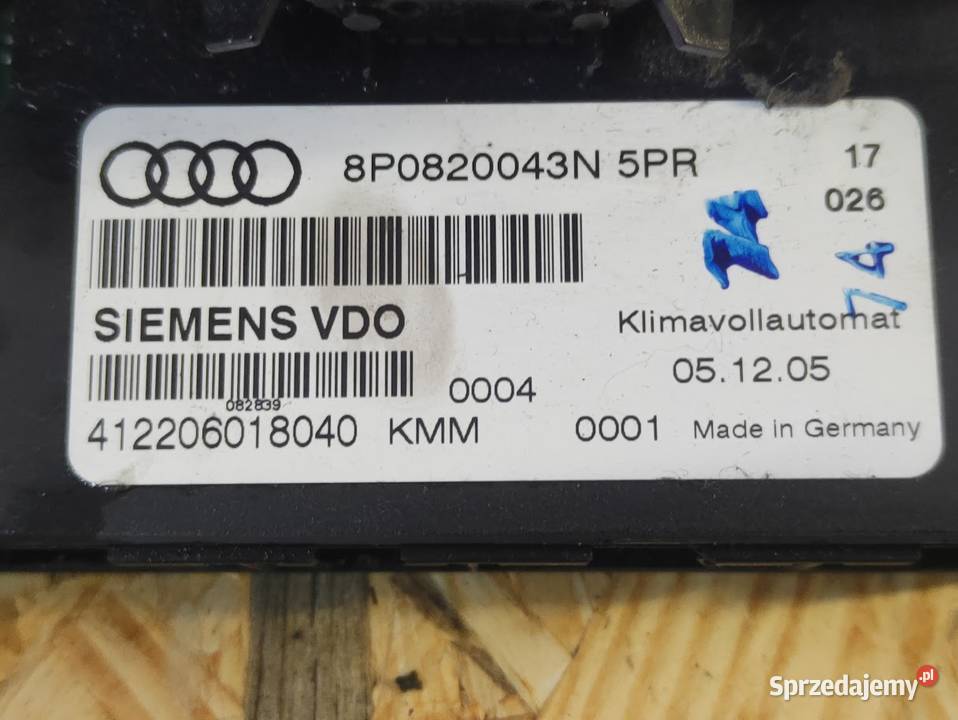 8P0820043N 5PR
17
026
74
SIEMENS VDO
Klimavollautomat
05.12.05
082839
0004
412206018040 KMM 0001 Made in Germany
Sprzedajemy.pl